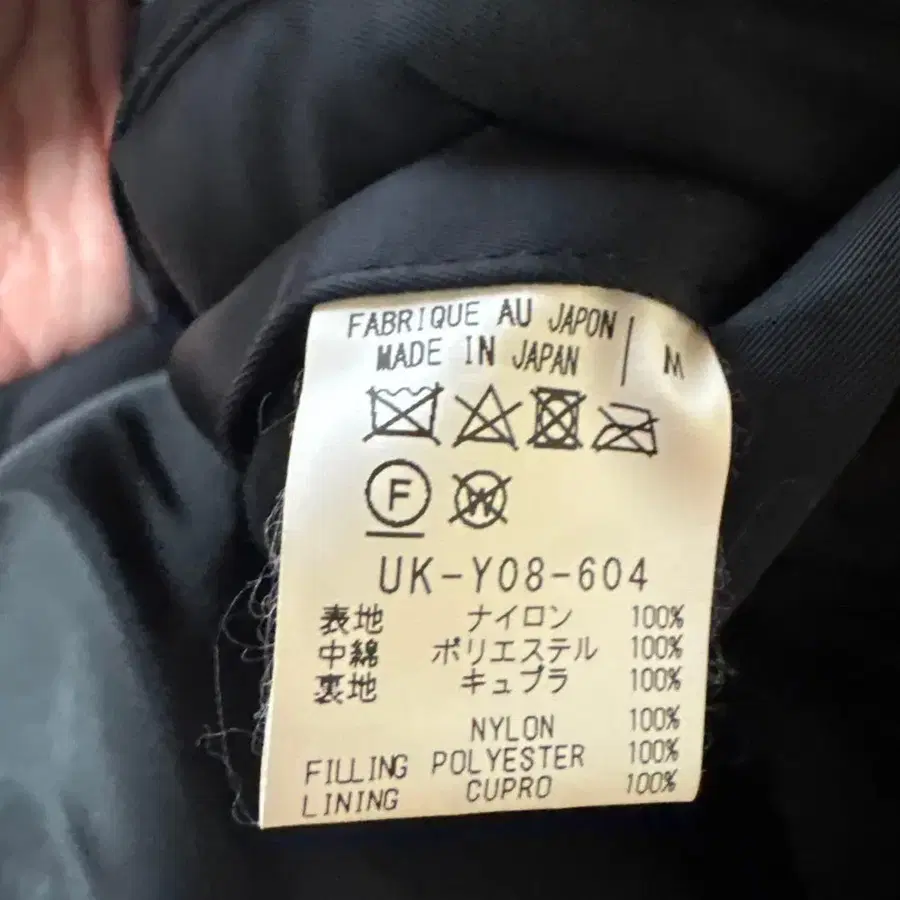 FABRIQUE AU JAPON
MADE IN JAPAN
M
F
W
UK-Y08-604
表地 ナイロン 100%
中綿 ポリエステル 100%
裏地 キュプラ 100%
NYLON 100%
FILLING POLYESTER 100%
LINING CUPRO 100%